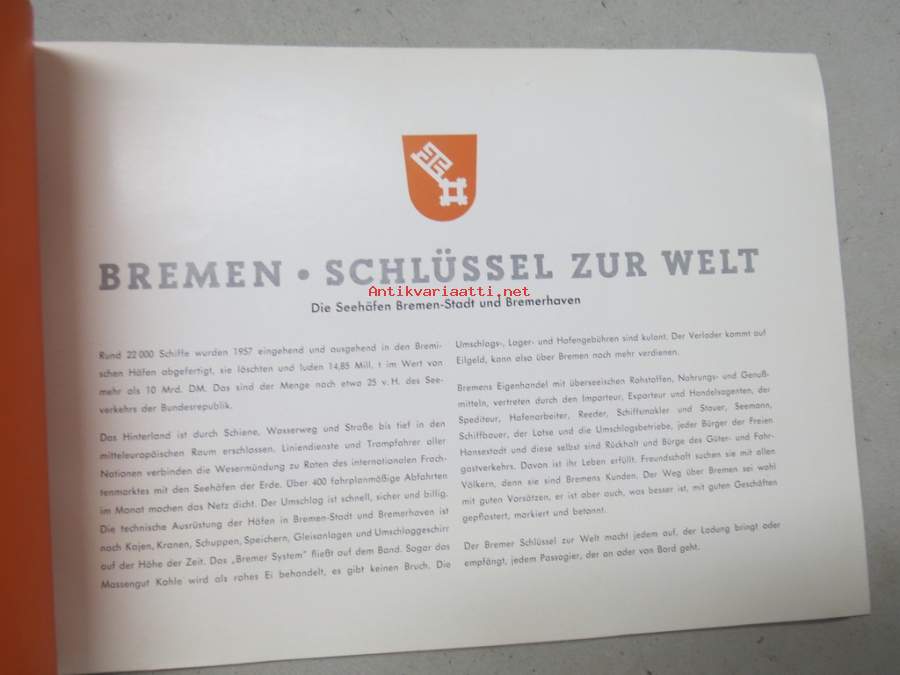 BREMEN • SCHLÜSSEL ZUR WELT
Antikvariaatti.net
Die Seehäfen Bremen-Stadt und Bremerhaven
Rund 22 000 Schiffe wurden 1957 eingehend und ausgehend in den Bremi-
schen Häfen abgefertigt, sie löschten und luden 14,85 Mill. t im Wert von
mehr als 10 Mrd. DM. Das sind der Menge nach etwa 25 v. H. des See-
verkehrs der Bundesrepublik.
Das Hinterland ist durch Schiene, Wasserweg und Straße bis tief in den
mitteleuropäischen Raum erschlossen. Liniendienste und Trampfahrer aller
Nationen verbinden die Wesermündung zu Raten des internationalen Frach-
tenmarktes mit den Seehäfen der Erde. Über 400 fahrplanmäßige Abfahrten
im Monat machen das Netz dicht. Der Umschlag ist schnell, sicher und billig.
Die technische Ausrüstung der Häfen in Bremen-Stadt und Bremerhaven ist
nach Kajen, Kranen, Schuppen, Speichern, Gleisanlagen und Umschlaggeschirr
auf der Höhe der Zeit. Das „Bremer System" fließt auf dem Band. Sogar das
Massengut Kohle wird als rohes Ei behandelt, es gibt keinen Bruch. Die
Umschlags-, Lager- und Hafengebühren sind kulant. Der Verlader kommt auf
Eilgeld, kann also über Bremen noch mehr verdienen.
Bremens Eigenhandel mit überseeischen Rohstoffen, Nahrungs- und Genuß-
mitteln, vertreten durch den Importeur, Exporteur und Handelsagenten, der
Spediteur, Hafenarbeiter, Reeder, Schiffsmakler und Stauer, Seemann,
Schiffbauer, der Lotse und die Umschlagsbetriebe, jeder Bürger der Freien
Hansestadt und diese selbst sind Rückhalt und Bürge des Güter- und Fahr-
gastverkehrs. Davon ist ihr Leben erfüllt. Freundschaft suchen sie mit allen
Völkern, denn sie sind Bremens Kunden. Der Weg über Bremen sei wohl
mit guten Vorsätzen, er ist aber auch, was besser ist, mit guten Geschäften
gepflastert, markiert und betonnt.
Der Bremer Schlüssel zur Welt macht jedem auf, der Ladung bringt oder
empfängt, jedem Passagier, der an oder von Bord geht.